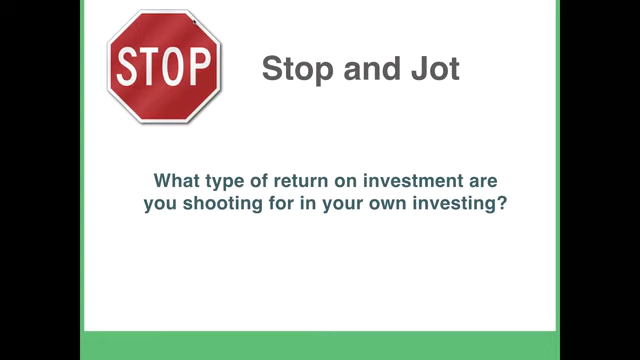 STOP
Stop and Jot
What type of return on investment are
you shooting for in your own investing?